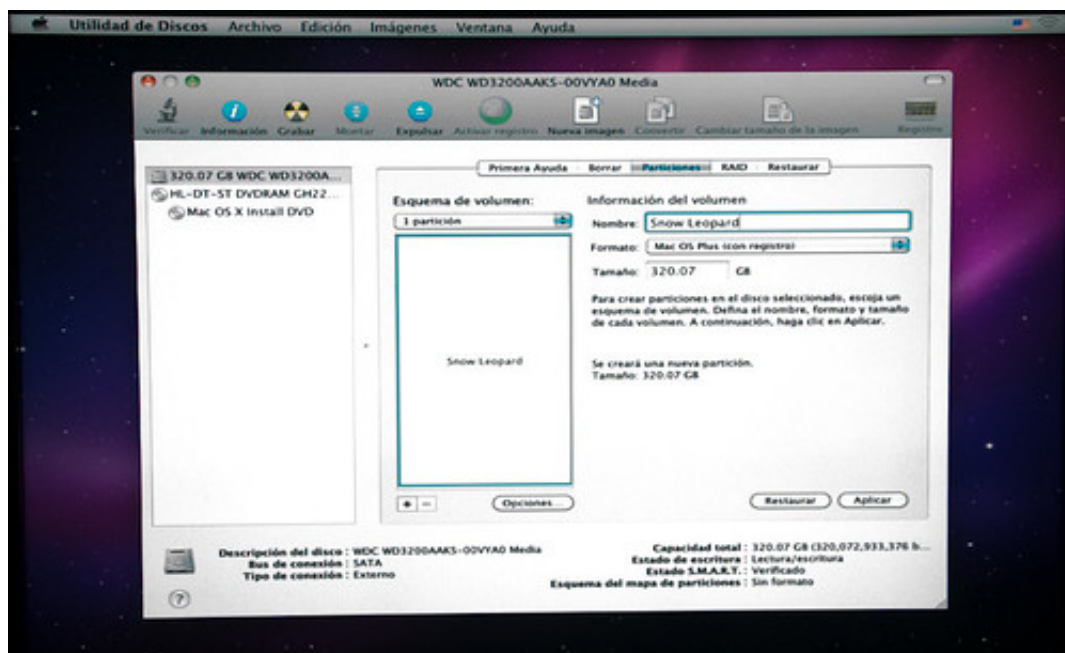 Utilidad de Discos Archivo Edición Imágenes Ventana Ayuda
WDC WD3200AAKS-00VYA0 Media
Verificar Información Grabar Montar Expulsar Activar registro Nueva imagen Convertir Cambiar tamaño de la imagen Registro
320.07 GB WDC WD3200A...
HL-DT-ST DVDRAM GH22...
Mac OS X Install DVD
Primera Ayuda Borrar Particiones RAID Restaurar
Esquema de volumen:
1 partición
Snow Leopard
Opciones...
Información del volumen
Nombre: Snow Leopard
Formato: Mac OS Plus (con registro)
Tamaño: 320.07 GB
Para crear particiones en el disco seleccionado, escoja un
esquema de volumen. Defina el nombre, formato y tamaño
de cada volumen. A continuación, haga clic en Aplicar.
Se creará una nueva partición.
Tamaño: 320.07 GB
Restaurar Aplicar
Descripción del disco : WDC WD3200AAKS-00VYA0 Media
Bus de conexión : SATA
Tipo de conexión : Externo
Capacidad total : 320.07 GB (320,072,933,376 b...
Estado de escritura : Lectura/escritura
Estado S.M.A.R.T. : Verificado
Esquema del mapa de particiones : Sin formato